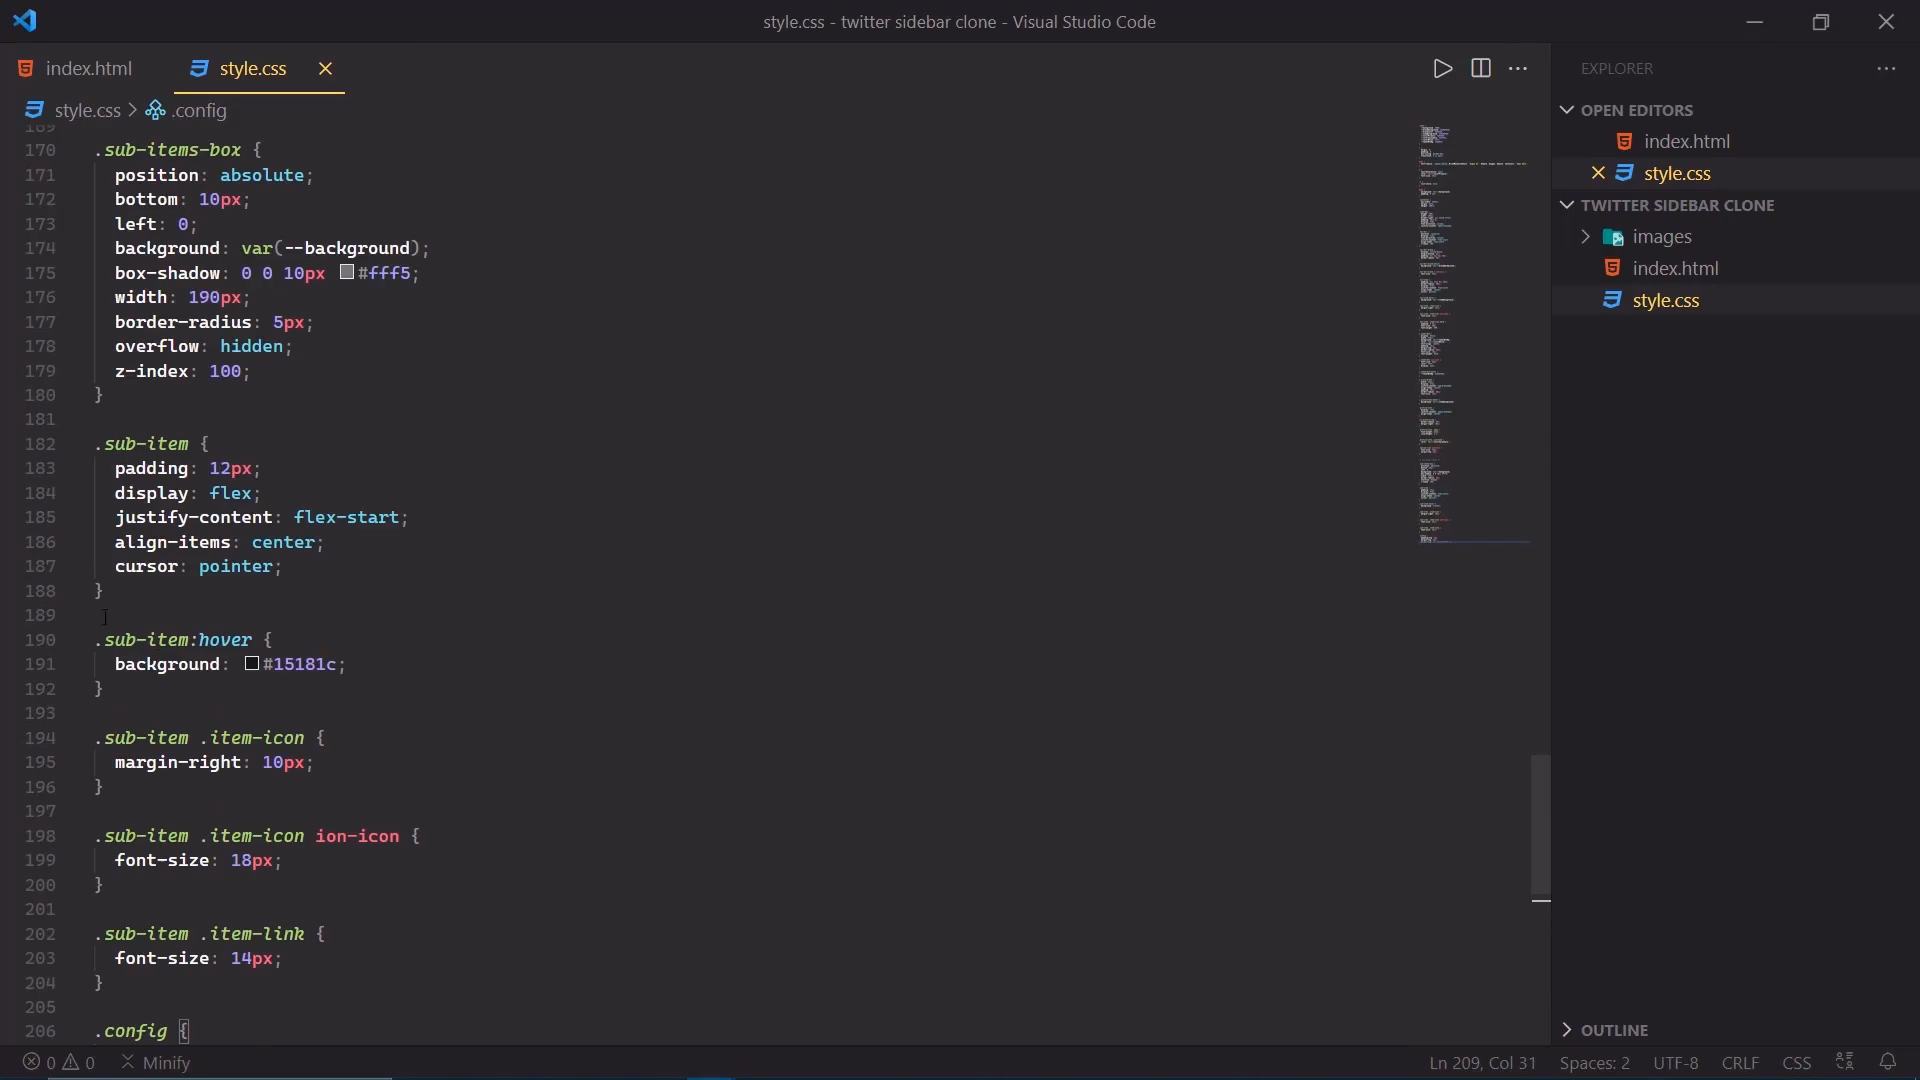 style.css - twitter sidebar clone - Visual Studio Code
index.html
style.css
EXPLORER
style.css > .config
OPEN EDITORS
index.html
style.css
TWITTER SIDEBAR CLONE
images
index.html
style.css
169
170 .sub-items-box {
171 position: absolute;
172 bottom: 10px;
173 left: 0;
174 background: var(--background);
175 box-shadow: 0 0 10px #fff5;
176 width: 190px;
177 border-radius: 5px;
178 overflow: hidden;
179 z-index: 100;
180 }
181
182 .sub-item {
183 padding: 12px;
184 display: flex;
185 justify-content: flex-start;
186 align-items: center;
187 cursor: pointer;
188 }
189
190 .sub-item:hover {
191 background: #15181c;
192 }
193
194 .sub-item .item-icon {
195 margin-right: 10px;
196 }
197
198 .sub-item .item-icon ion-icon {
199 font-size: 18px;
200 }
201
202 .sub-item .item-link {
203 font-size: 14px;
204 }
205
206 .config {
OUTLINE
0 0 Minify
Ln 209, Col 31 Spaces: 2 UTF-8 CRLF CSS